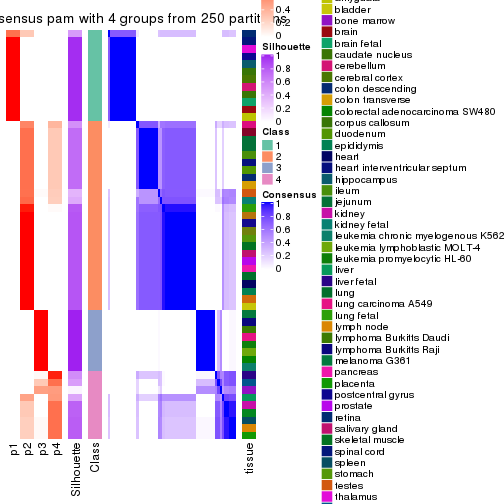 sensus pam with 4 groups from 250 partitions
0.4
0.2
0
Silhouette
1
0.8
0.6
0.4
0.2
0
Class
1
2
3
4
Consensus
1
0.8
0.6
0.4
0.2
0
p1
p2
p3
p4
Silhouette
Class
tissue
bladder
bone marrow
brain
brain fetal
caudate nucleus
cerebellum
cerebral cortex
colon descending
colon transverse
colorectal adenocarcinoma SW480
corpus callosum
duodenum
epididymis
heart
heart interventricular septum
hippocampus
ileum
jejunum
kidney
kidney fetal
leukemia chronic myelogenous K562
leukemia lymphoblastic MOLT-4
leukemia promyelocytic HL-60
liver
liver fetal
lung
lung carcinoma A549
lung fetal
lymph node
lymphoma Burkitts Daudi
lymphoma Burkitts Raji
melanoma G361
pancreas
placenta
postcentral gyrus
prostate
retina
salivary gland
skeletal muscle
spinal cord
spleen
stomach
testes
thalamus